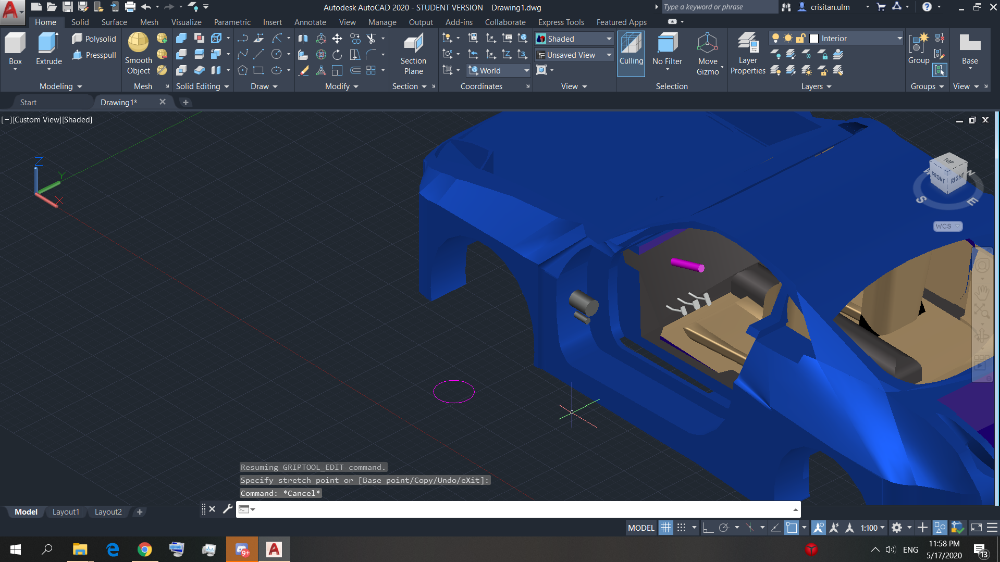 Autodesk AutoCAD 2020 - STUDENT VERSION Drawing1.dwg
Type a keyword or phrase
crisitan.ulm
Home Solid Surface Mesh Visualize Parametric Insert Annotate View Manage Output Add-ins Collaborate Express Tools Featured Apps
Box
Extrude
Polysolid
Presspull
Smooth
Object
Section
Plane
World
Shaded
Unsaved View
Culling
No Filter
Move
Gizmo
Layer
Properties
Interior
Group
Base
Modeling Mesh Solid Editing Draw Modify Section Coordinates View Selection Layers Groups View
Start Drawing1*
[−][Custom View][Shaded]
Z
Y
X
TOP
FRONT
RIGHT
N
S
E
WCS
Resuming GRIPTOOL_EDIT command.
Specify stretch point or [Base point/Copy/Undo/eXit]:
Command: *Cancel*
Model Layout1 Layout2
MODEL
1:100
9+
A
ENG
11:58 PM
5/17/2020
13